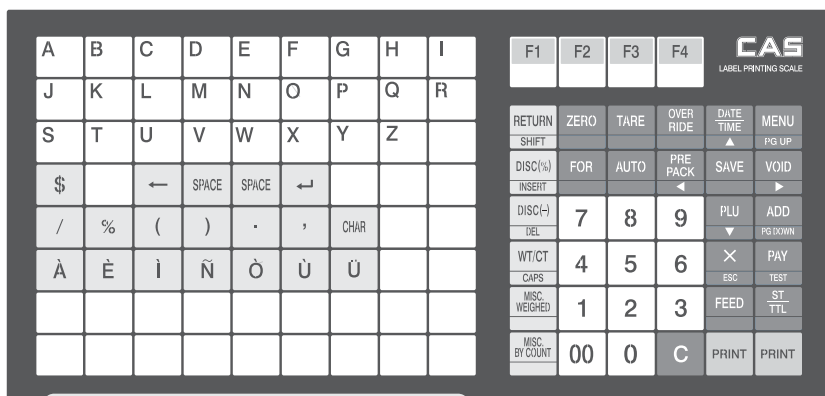 A B C D E F G H I
J K L M N O P Q R
S T U V W X Y Z
$ ← SPACE SPACE ↵
/ % ( ) . , CHAR
À È Ì Ñ Ò Ù Ü
F1 F2 F3 F4
CAS
LABEL PRINTING SCALE
RETURN ZERO TARE OVER RIDE DATE TIME MENU
SHIFT ▲ PG UP
DISC(%) FOR AUTO PRE PACK SAVE VOID
INSERT ◀ ▶
DISC(–) 7 8 9 PLU ADD
DEL ▼ PG DOWN
WT/CT 4 5 6 × PAY
CAPS ESC TEST
MISC. WEIGHED 1 2 3 FEED ST TTL
MISC. BY COUNT 00 0 C PRINT PRINT